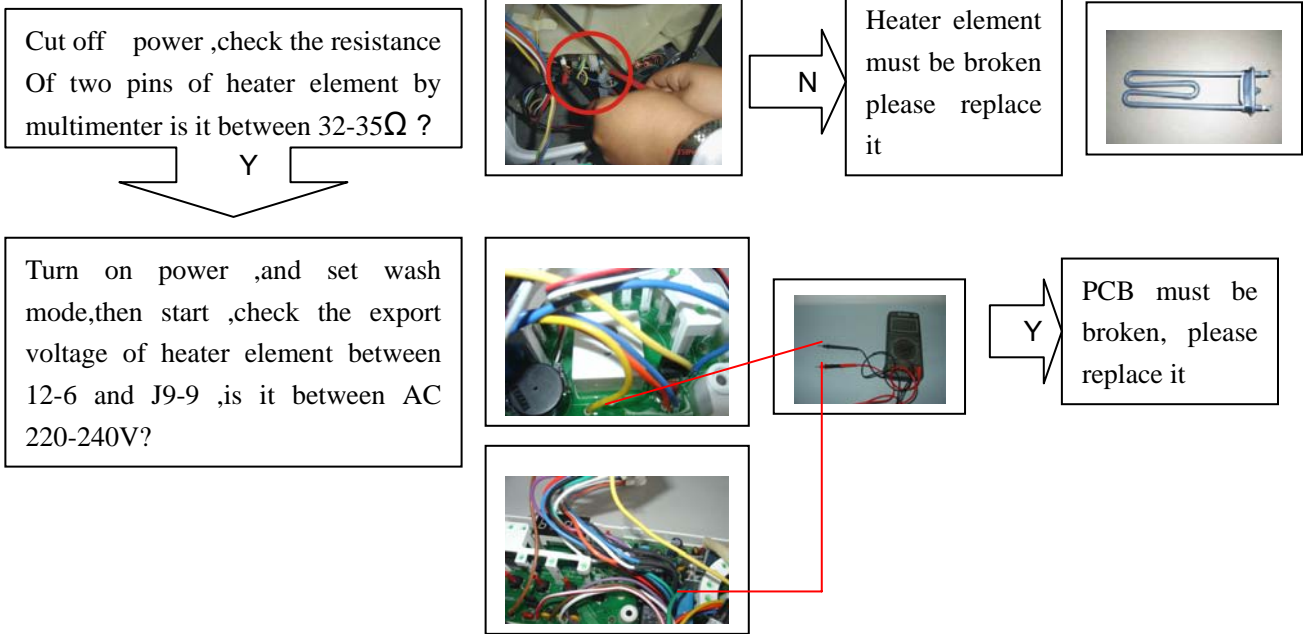 Cut off power ,check the resistance
Of two pins of heater element by
multimenter is it between 32-35Ω ?
N
Heater element
must be broken
please replace
it
Y
Turn on power ,and set wash
mode,then start ,check the export
voltage of heater element between
12-6 and J9-9 ,is it between AC
220-240V?
Y
PCB must be
broken, please
replace it